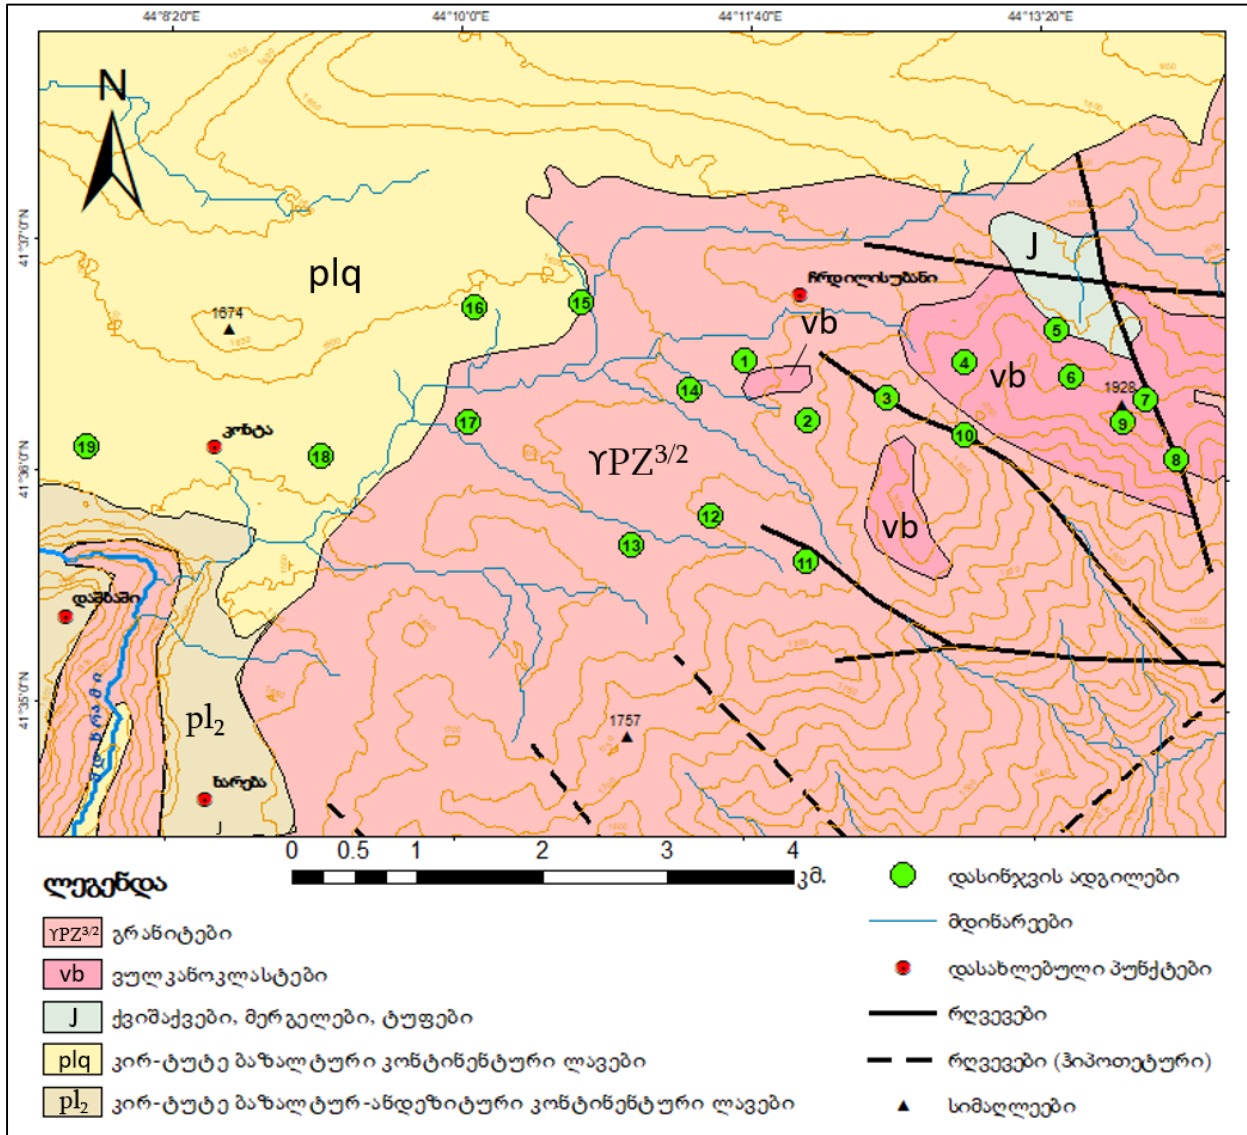 44°8'20"E
44°10'0"E
44°11'40"E
44°13'20"E
41°37'0"N
41°36'0"N
41°35'0"N
N
plq
J
1674
ჩრდილისუბანი
vb
vb
1928
vb
კოხტა
ϒPZ³/²
დაშბაში
მდ.ხრამი
pl₂
ხარება
1757
J
1
2
3
4
5
6
7
8
9
10
11
12
13
14
15
16
17
18
19
0 0.5 1 2 3 4
კმ.
ლეგენდა
ϒPZ³/² გრანიტები
vb ვულკანოკლასტები
J ქვიშაქვები, მერგელები, ტუფები
plq კირ-ტუტე ბაზალტური კონტინენტური ლავები
pl₂ კირ-ტუტე ბაზალტურ-ანდეზიტური კონტინენტური ლავები
დასინჯვის ადგილები
მდინარეები
დასახლებული პუნქტები
რღვევები
რღვევები (ჰიპოთეტური)
სიმაღლეები